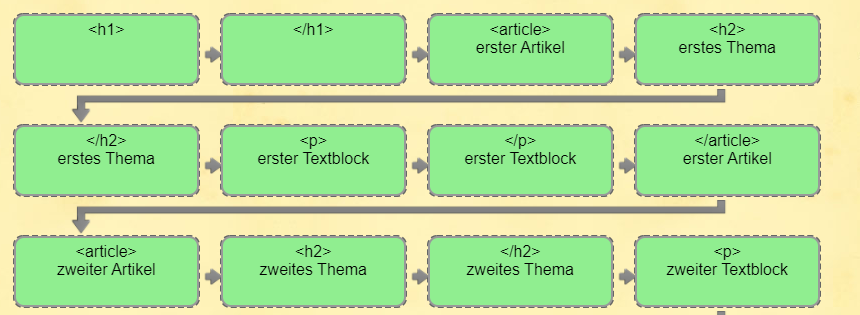 <h1>
</h1>
<article>
erster Artikel
<h2>
erstes Thema
</h2>
erstes Thema
<p>
erster Textblock
</p>
erster Textblock
</article>
erster Artikel
<article>
zweiter Artikel
<h2>
zweites Thema
</h2>
zweites Thema
<p>
zweiter Textblock